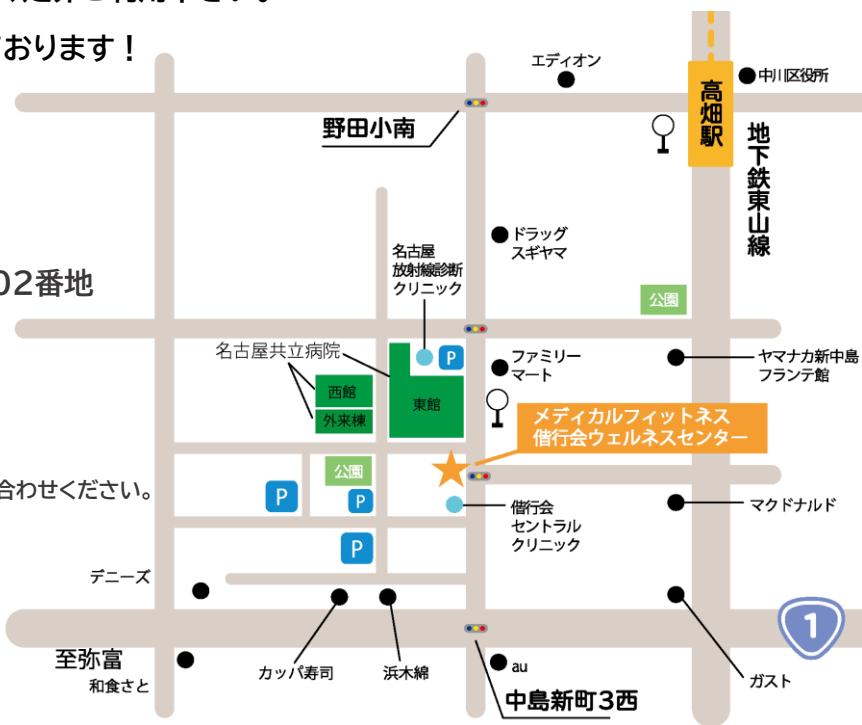 ております！
エディオン
中川区役所
高畑駅
地下鉄東山線
野田小南
ドラッグ
スギヤマ
名古屋
放射線診断
クリニック
02番地
公園
名古屋共立病院
P
ファミリー
マート
ヤマナカ新中島
フランテ館
西館
外来棟
東館
メディカルフィットネス
偕行会ウェルネスセンター
公園
合わせください。
P
P
偕行会
セントラル
クリニック
マクドナルド
P
デニーズ
1
至弥富
和食さと
カッパ寿司
浜木綿
au
ガスト
中島新町3西